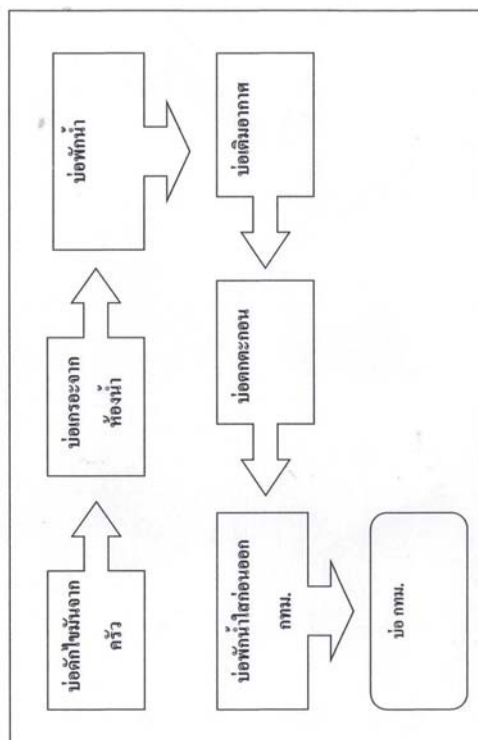 บ่อดักไขมันจาก
ครัว
บ่อเกรอะจาก
ห้องน้ำ
บ่อพักน้ำ
บ่อเติมอากาศ
บ่อตกตะกอน
บ่อพักน้ำใสก่อนออก
กทม.
บ่อ กทม.